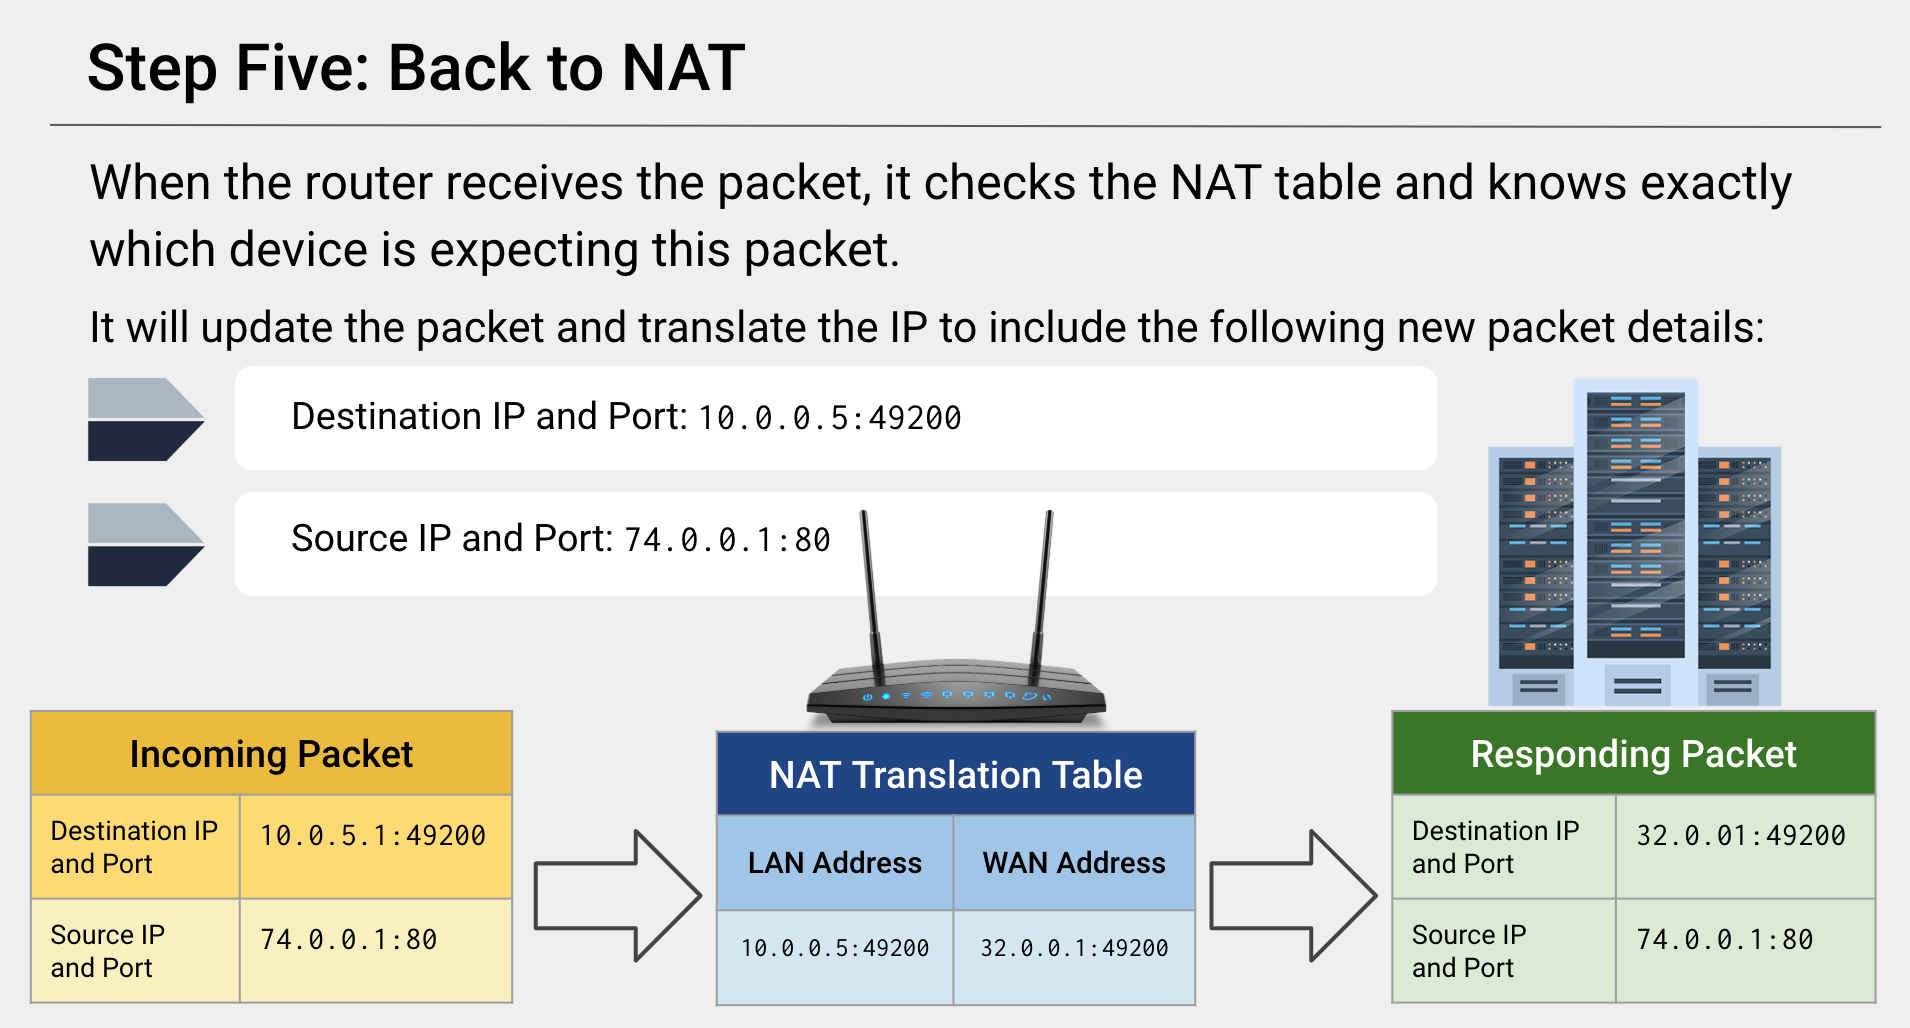 Step Five: Back to NAT
When the router receives the packet, it checks the NAT table and knows exactly
which device is expecting this packet.
It will update the packet and translate the IP to include the following new packet details:
Destination IP and Port: 10.0.0.5:49200
Source IP and Port: 74.0.0.1:80
Incoming Packet
Destination IP
and Port
10.0.5.1:49200
Source IP
and Port
74.0.0.1:80
NAT Translation Table
LAN Address
WAN Address
10.0.0.5:49200
32.0.0.1:49200
Responding Packet
Destination IP
and Port
32.0.01:49200
Source IP
and Port
74.0.0.1:80